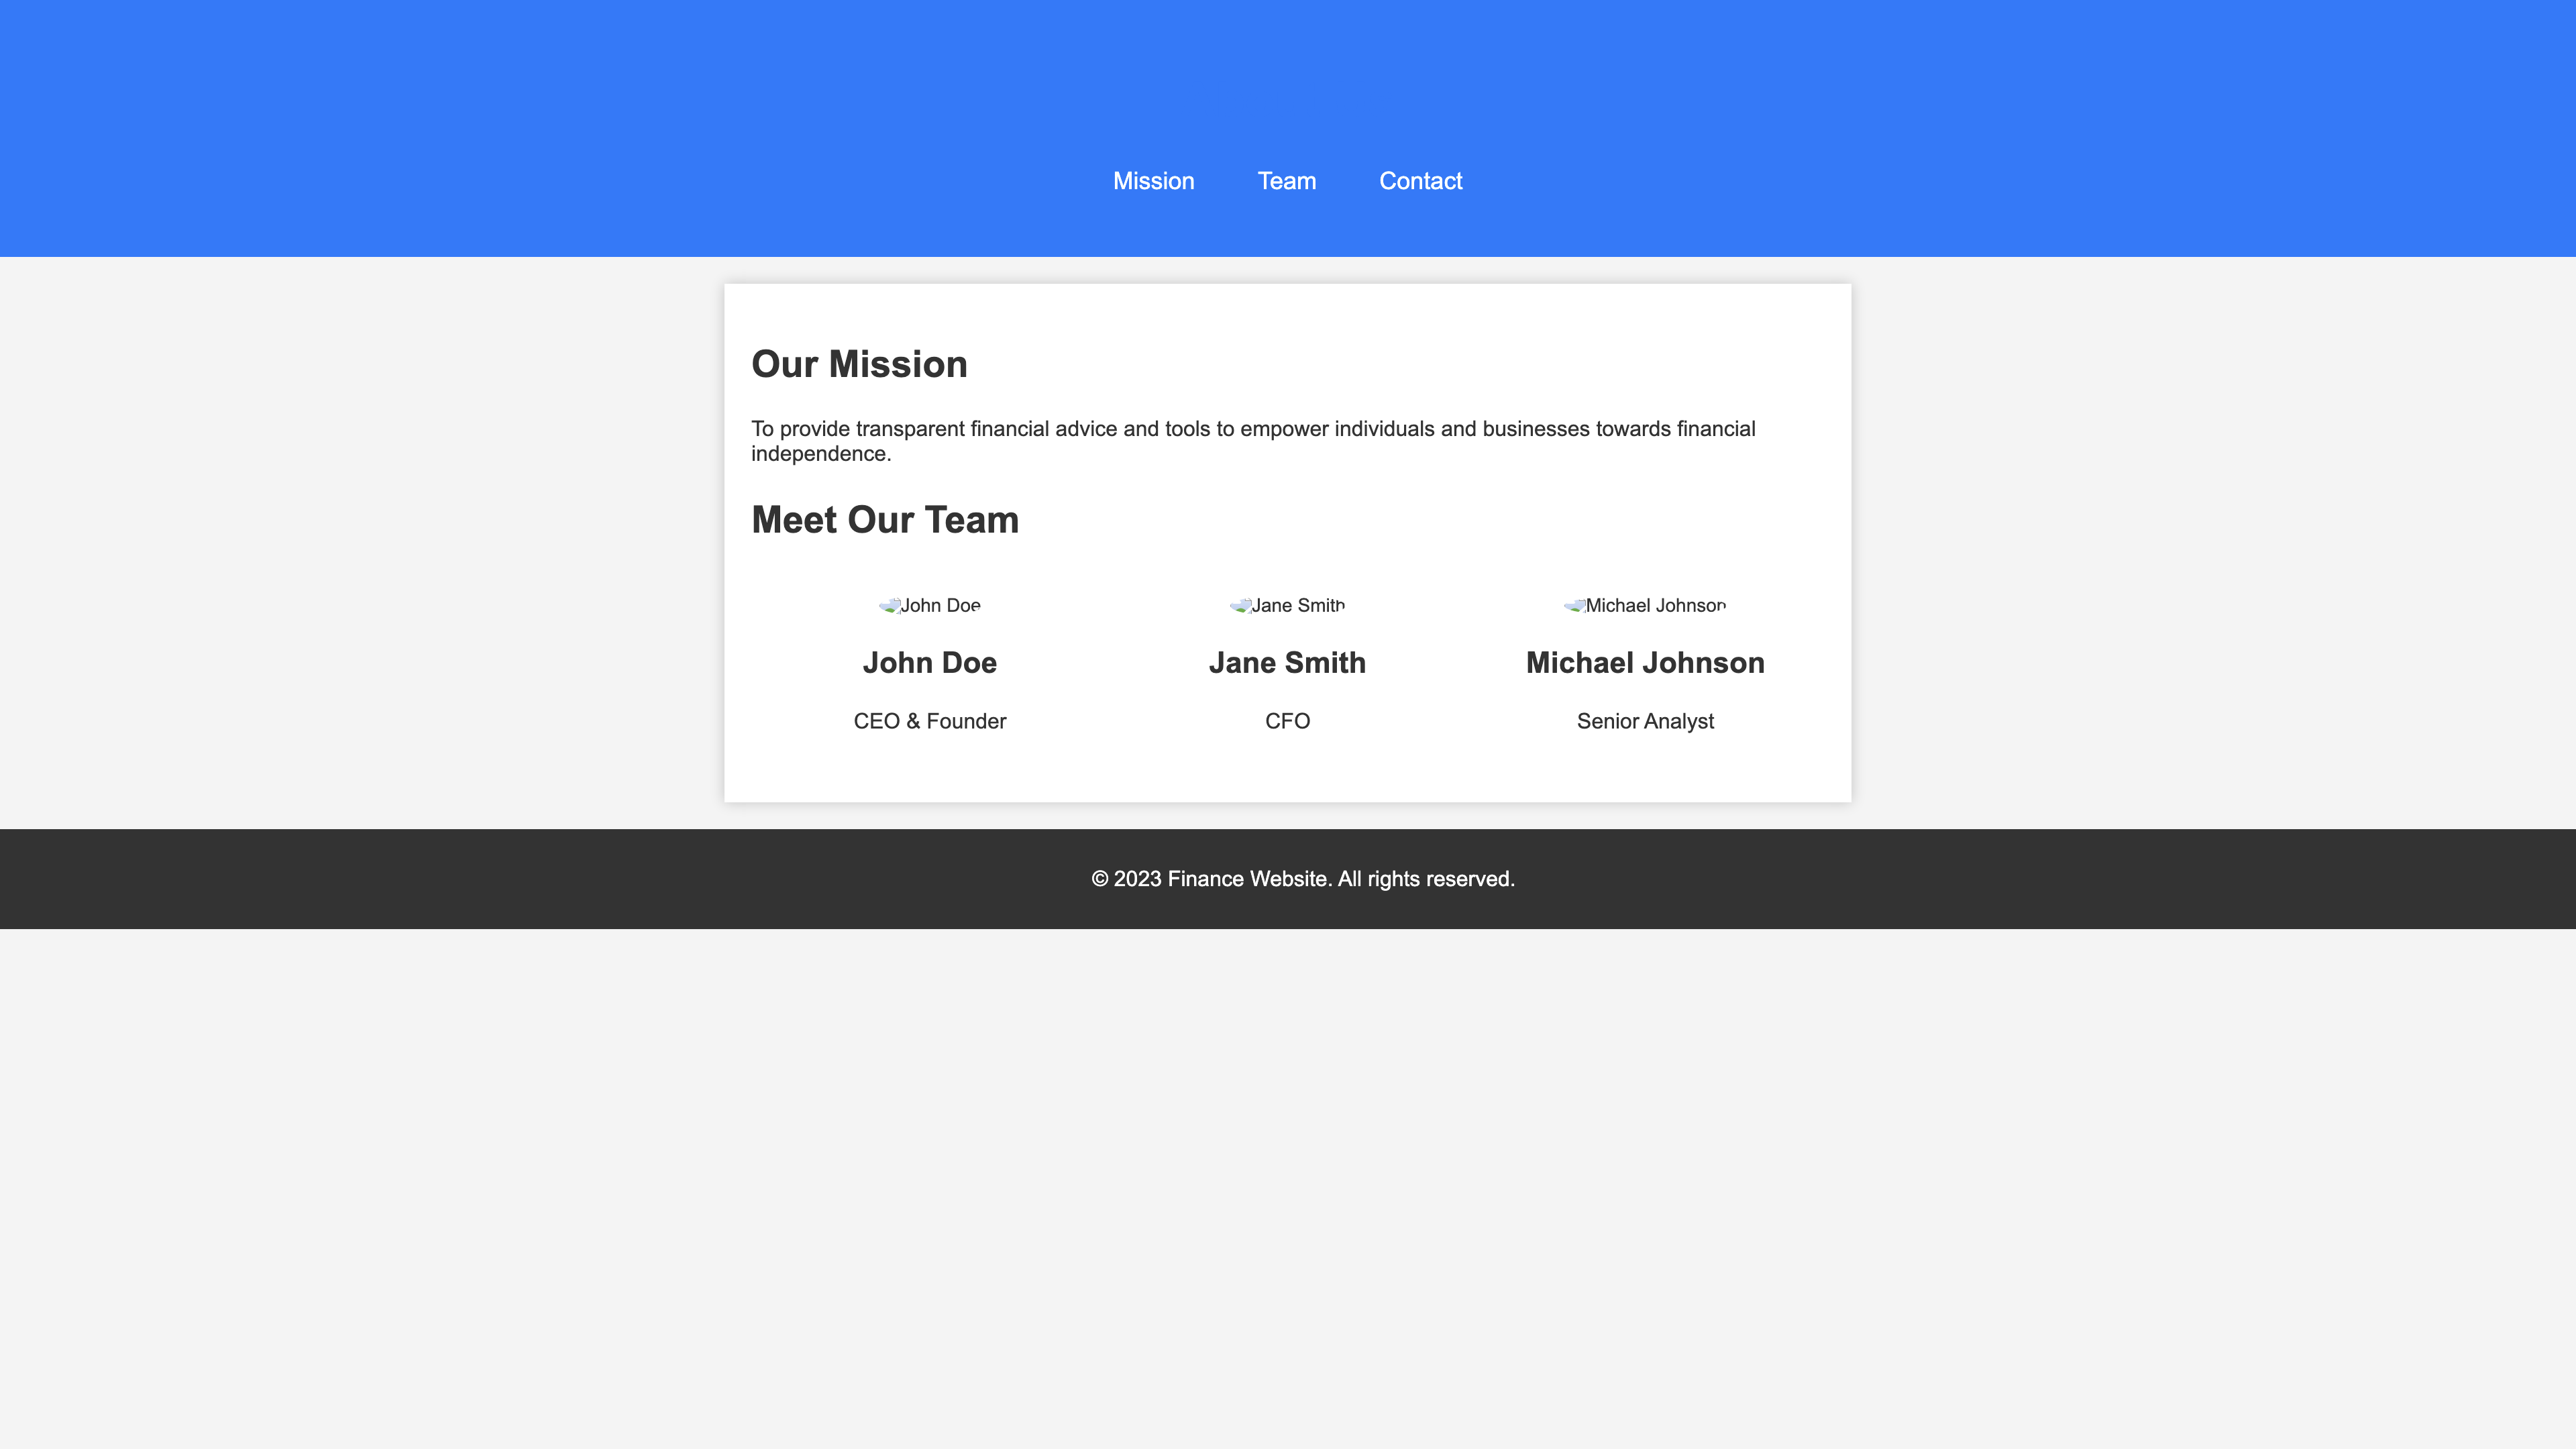 Mission Team Contact
Our Mission
To provide transparent financial advice and tools to empower individuals and businesses towards financial
independence.
Meet Our Team
John Doe Jane Smith Michael Johnson
John Doe Jane Smith Michael Johnson
CEO & Founder CFO Senior Analyst
© 2023 Finance Website. All rights reserved.